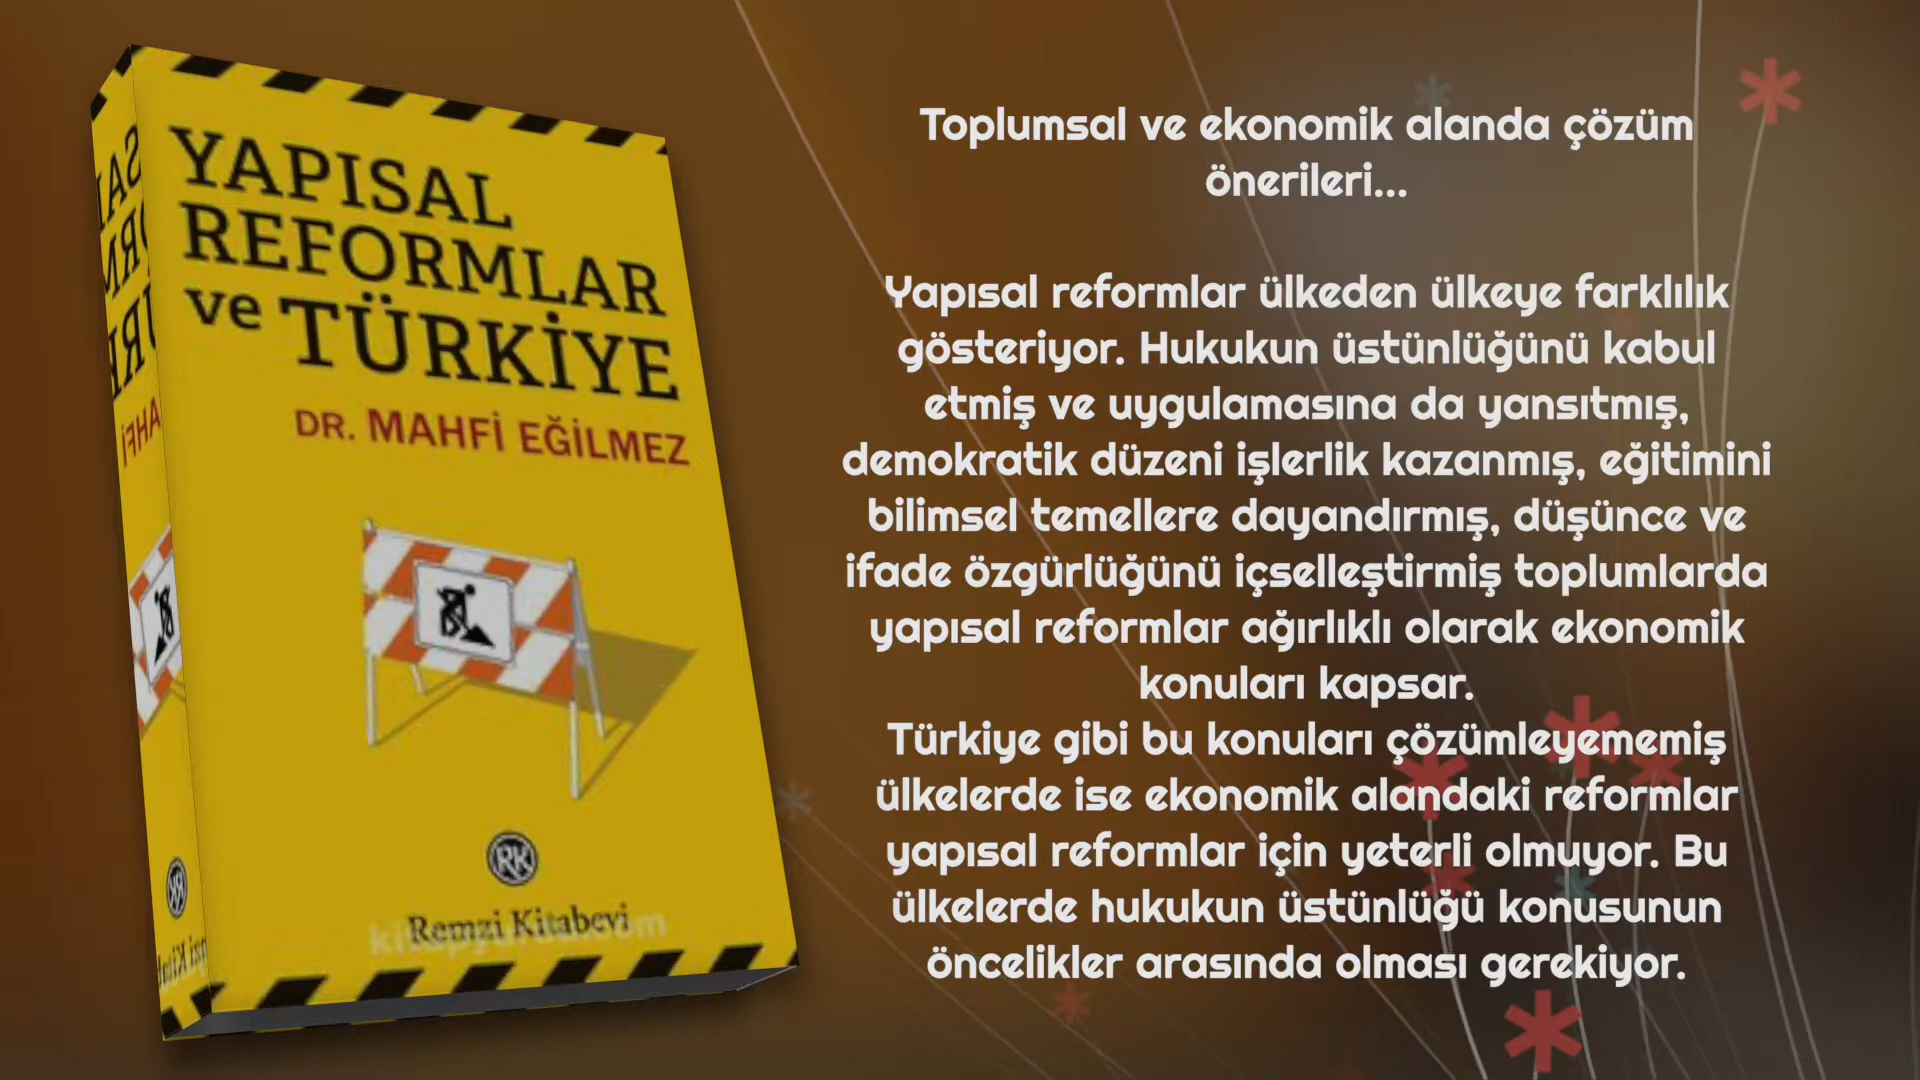 YAPISAL
REFORMLAR
ve TÜRKİYE
DR. MAHFİ EĞİLMEZ
RK
Remzi Kitabevi
Toplumsal ve ekonomik alanda çözüm
önerileri...
Yapısal reformlar ülkeden ülkeye farklılık
gösteriyor. Hukukun üstünlüğünü kabul
etmiş ve uygulamasına da yansıtmış,
demokratik düzeni işlerlik kazanmış, eğitimini
bilimsel temellere dayandırmış, düşünce ve
ifade özgürlüğünü içselleştirmiş toplumlarda
yapısal reformlar ağırlıklı olarak ekonomik
konuları kapsar.
Türkiye gibi bu konuları çözümleyememiş
ülkelerde ise ekonomik alandaki reformlar
yapısal reformlar için yeterli olmuyor. Bu
ülkelerde hukukun üstünlüğü konusunun
öncelikler arasında olması gerekiyor.